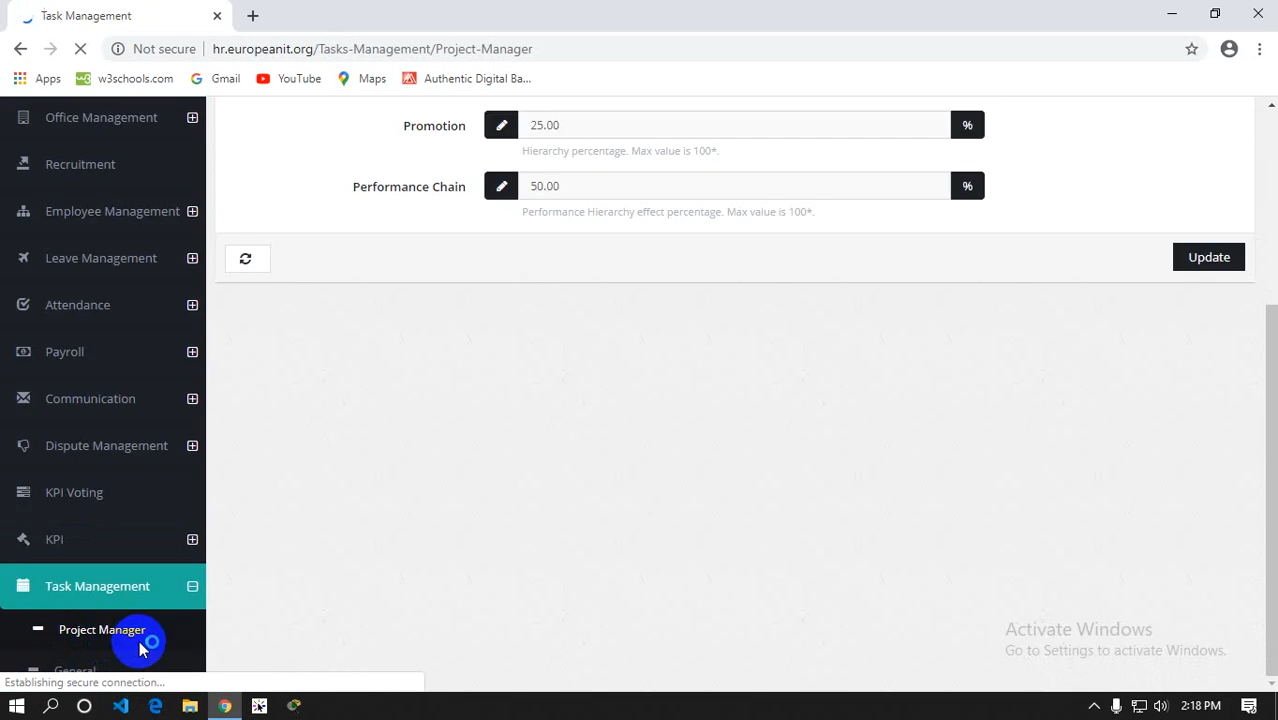 Task Management
Not secure | hr.europeanit.org/Tasks-Management/Project-Manager
Apps w3schools.com Gmail YouTube Maps Authentic Digital Ba...
Office Management
Recruitment
Employee Management
Leave Management
Attendance
Payroll
Communication
Dispute Management
KPI Voting
KPI
Task Management
Project Manager
General
Promotion 25.00 %
Hierarchy percentage. Max value is 100*.
Performance Chain 50.00 %
Performance Hierarchy effect percentage. Max value is 100*.
Update
Activate Windows
Go to Settings to activate Windows.
Establishing secure connection...
2:18 PM